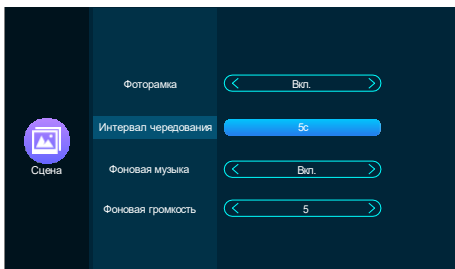 Фоторамка
Вкл.
Интервал чередования
5с
Сцена
Фоновая музыка
Вкл.
Фоновая громкость
5